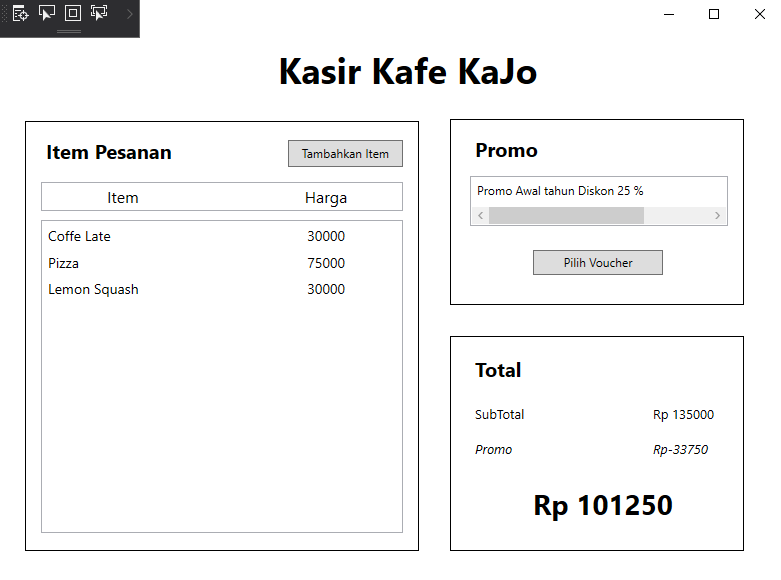 Kasir Kafe KaJo
Item Pesanan
Tambahkan Item
Item Harga
Coffe Late 30000
Pizza 75000
Lemon Squash 30000
Promo
Promo Awal tahun Diskon 25 %
Pilih Voucher
Total
SubTotal Rp 135000
Promo Rp-33750
Rp 101250